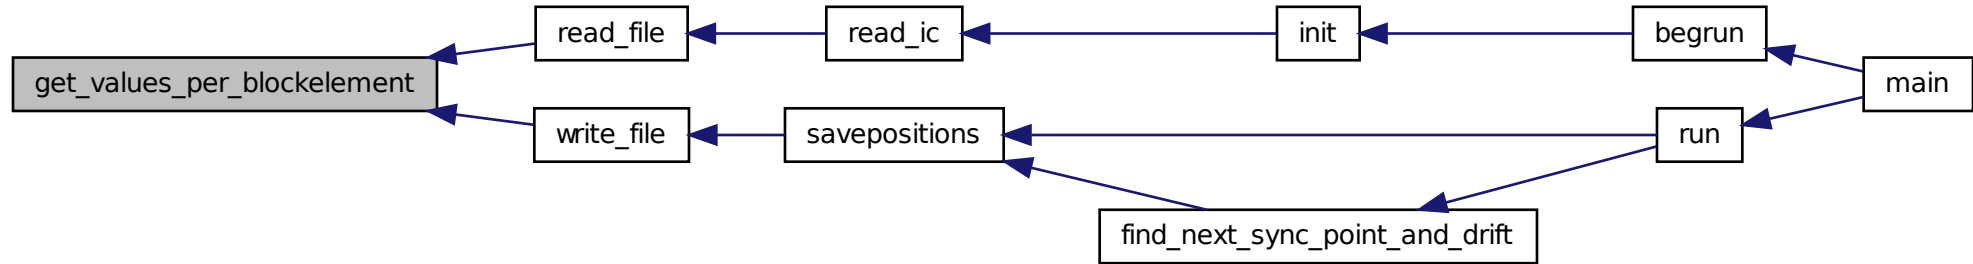 get_values_per_blockelement
read_file
read_ic
init
begrun
main
write_file
savepositions
run
find_next_sync_point_and_drift